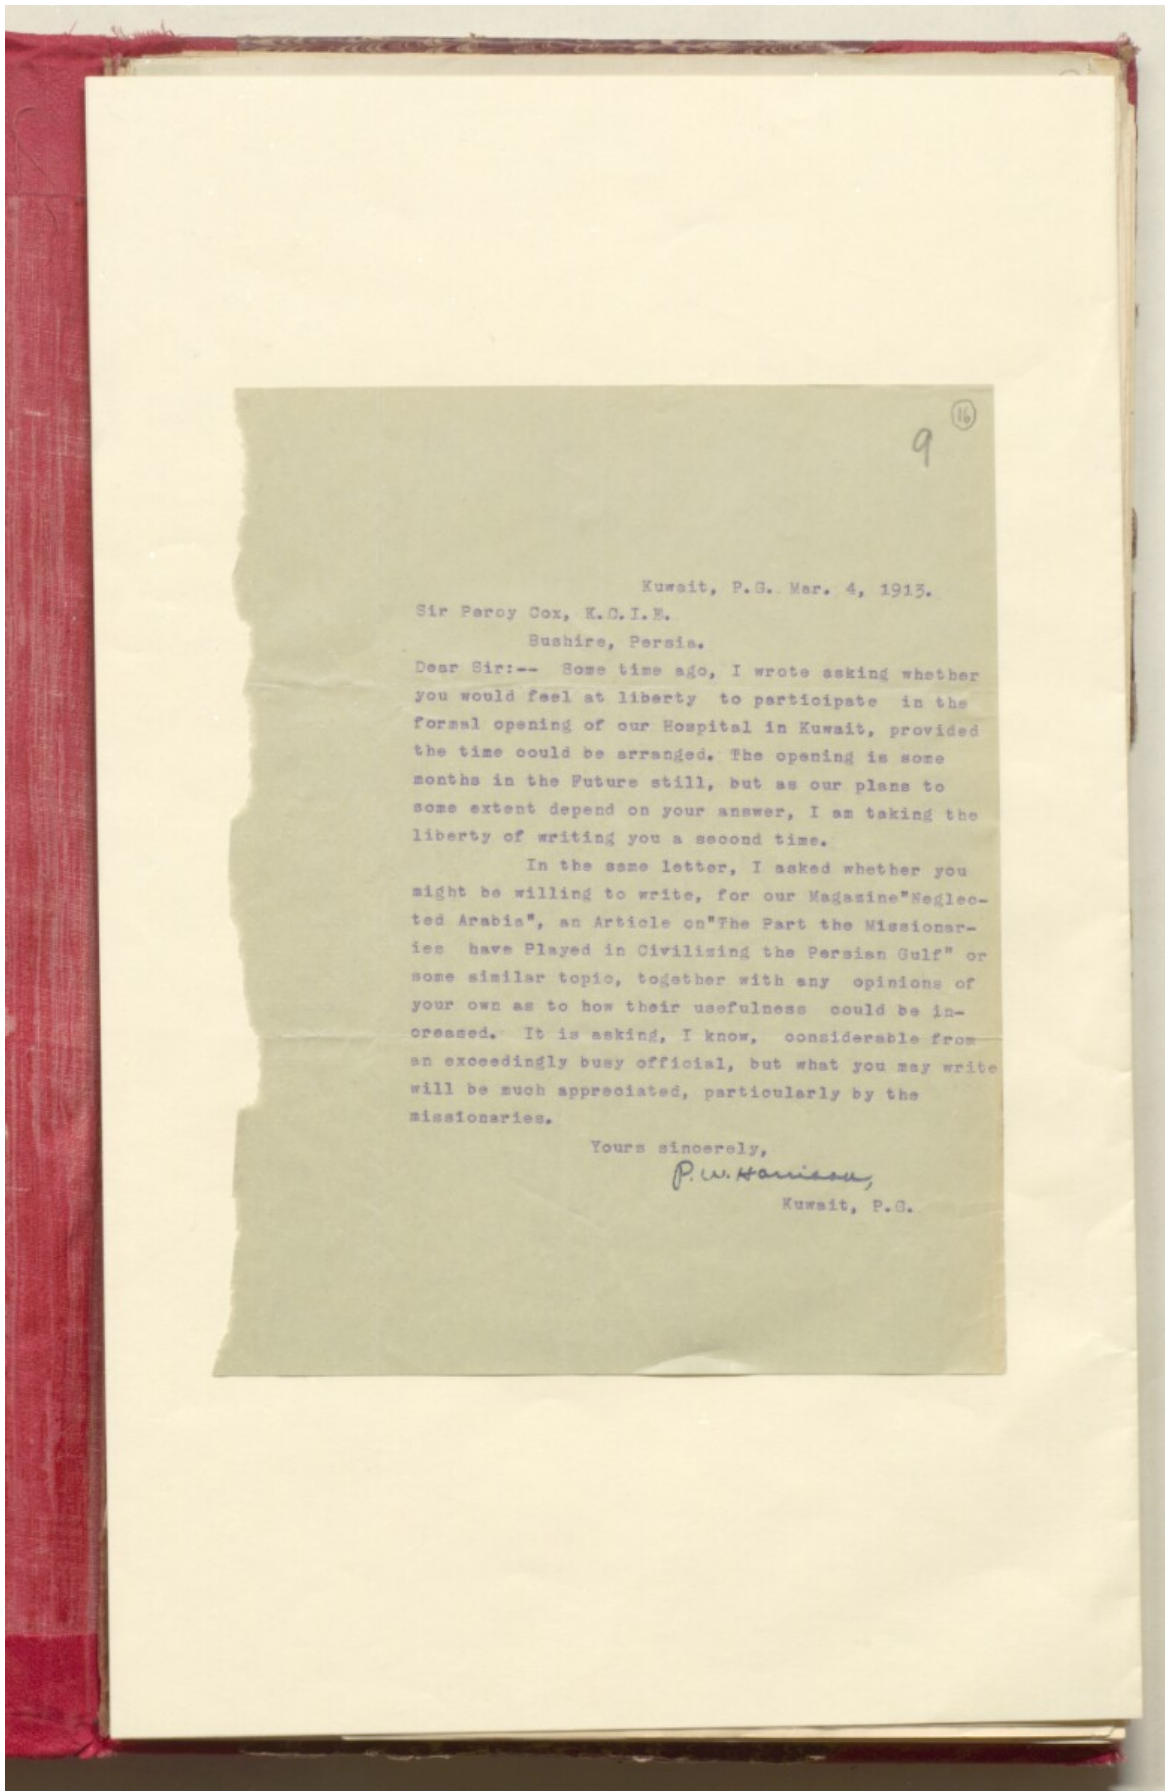 16
9
Kuwait, P.G. Mar. 4, 1913.
Sir Percy Cox, K.C.I.E.
Bushire, Persia.
Dear Sir:-- Some time ago, I wrote asking whether
you would feel at liberty to participate in the
formal opening of our Hospital in Kuwait, provided
the time could be arranged. The opening is some
months in the Future still, but as our plans to
some extent depend on your answer, I am taking the
liberty of writing you a second time.
In the same letter, I asked whether you
might be willing to write, for our Magazine"Neglec-
ted Arabia", an Article on"The Part the Missionar-
ies have Played in Civilizing the Persian Gulf" or
some similar topic, together with any opinions of
your own as to how their usefulness could be in-
creased. It is asking, I know, considerable from
an exceedingly busy official, but what you may write
will be much appreciated, particularly by the
missionaries.
Yours sincerely,
P. W. Harrison,
Kuwait, P.G.